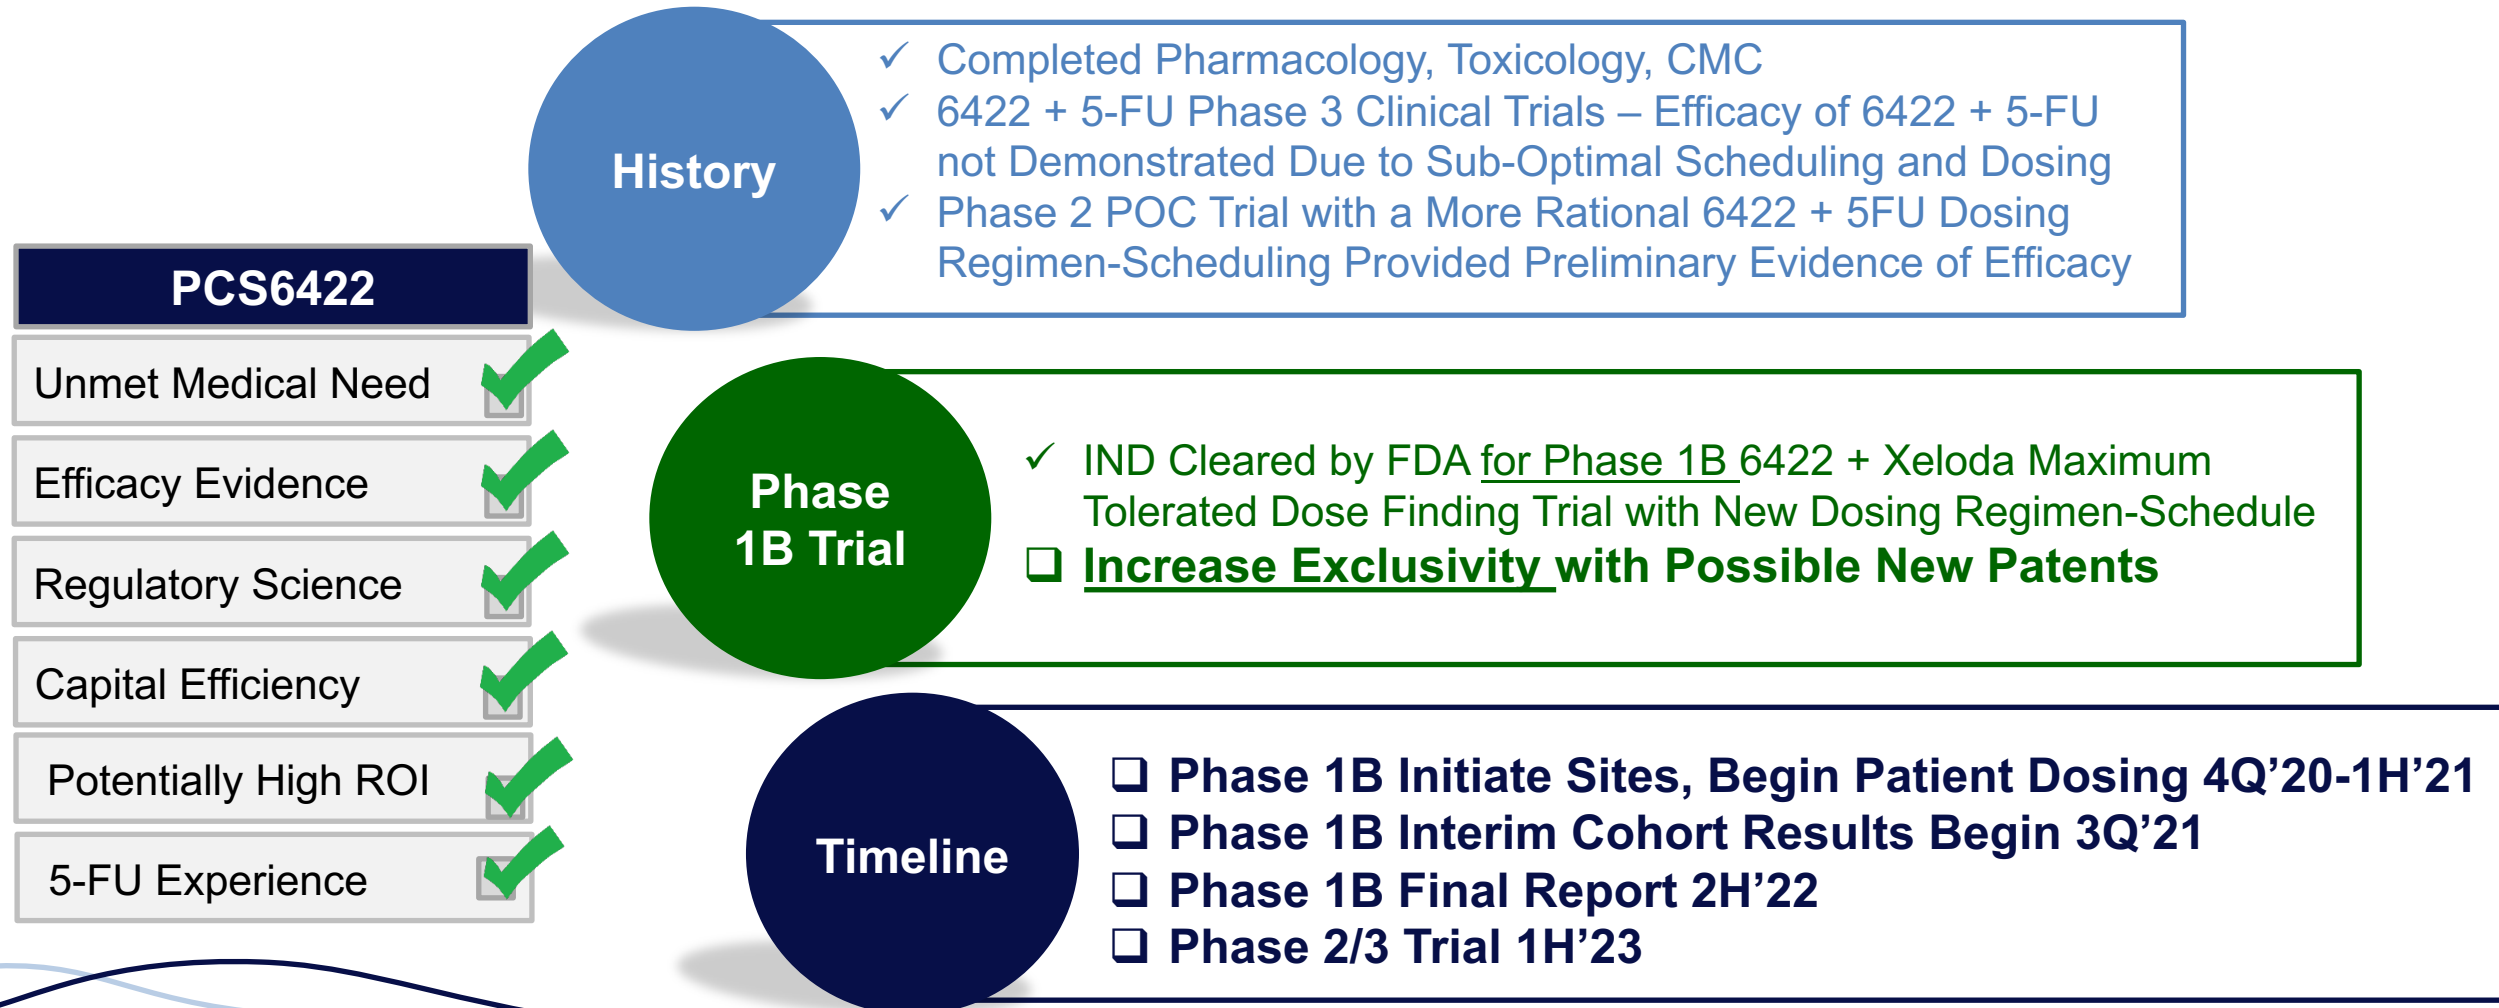 PCS6422
Unmet Medical Need
Efficacy Evidence
Regulatory Science
Capital Efficiency
Potentially High ROI
5-FU Experience
History
Completed Pharmacology, Toxicology, CMC
6422 + 5-FU Phase 3 Clinical Trials – Efficacy of 6422 + 5-FU
not Demonstrated Due to Sub-Optimal Scheduling and Dosing
Phase 2 POC Trial with a More Rational 6422 + 5FU Dosing
Regimen-Scheduling Provided Preliminary Evidence of Efficacy
Phase
1B Trial
IND Cleared by FDA for Phase 1B 6422 + Xeloda Maximum
Tolerated Dose Finding Trial with New Dosing Regimen-Schedule
Increase Exclusivity with Possible New Patents
Timeline
Phase 1B Initiate Sites, Begin Patient Dosing 4Q’20-1H’21
Phase 1B Interim Cohort Results Begin 3Q’21
Phase 1B Final Report 2H’22
Phase 2/3 Trial 1H’23